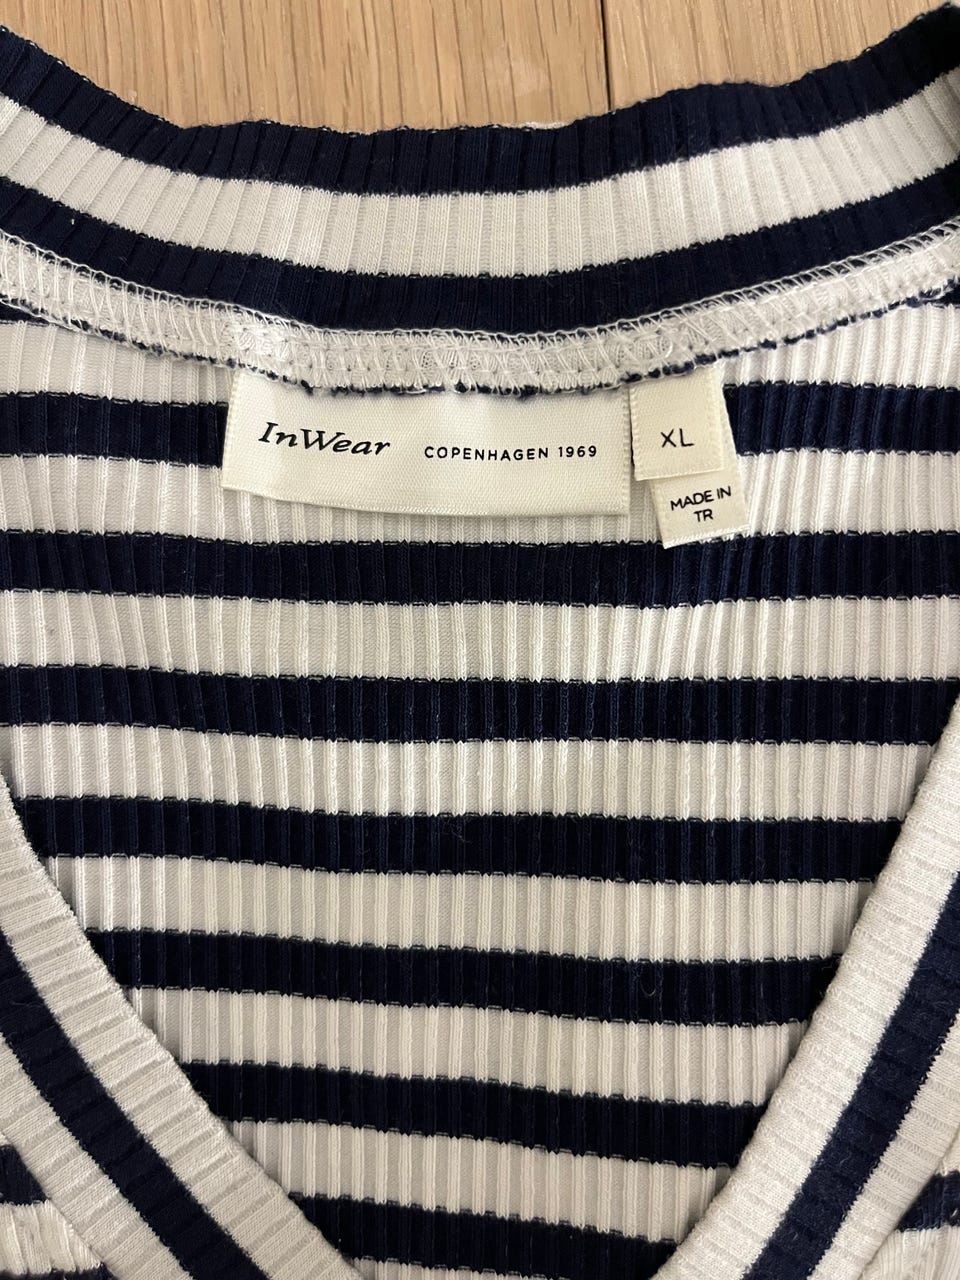 InWear COPENHAGEN 1969
XL
MADE IN
TR